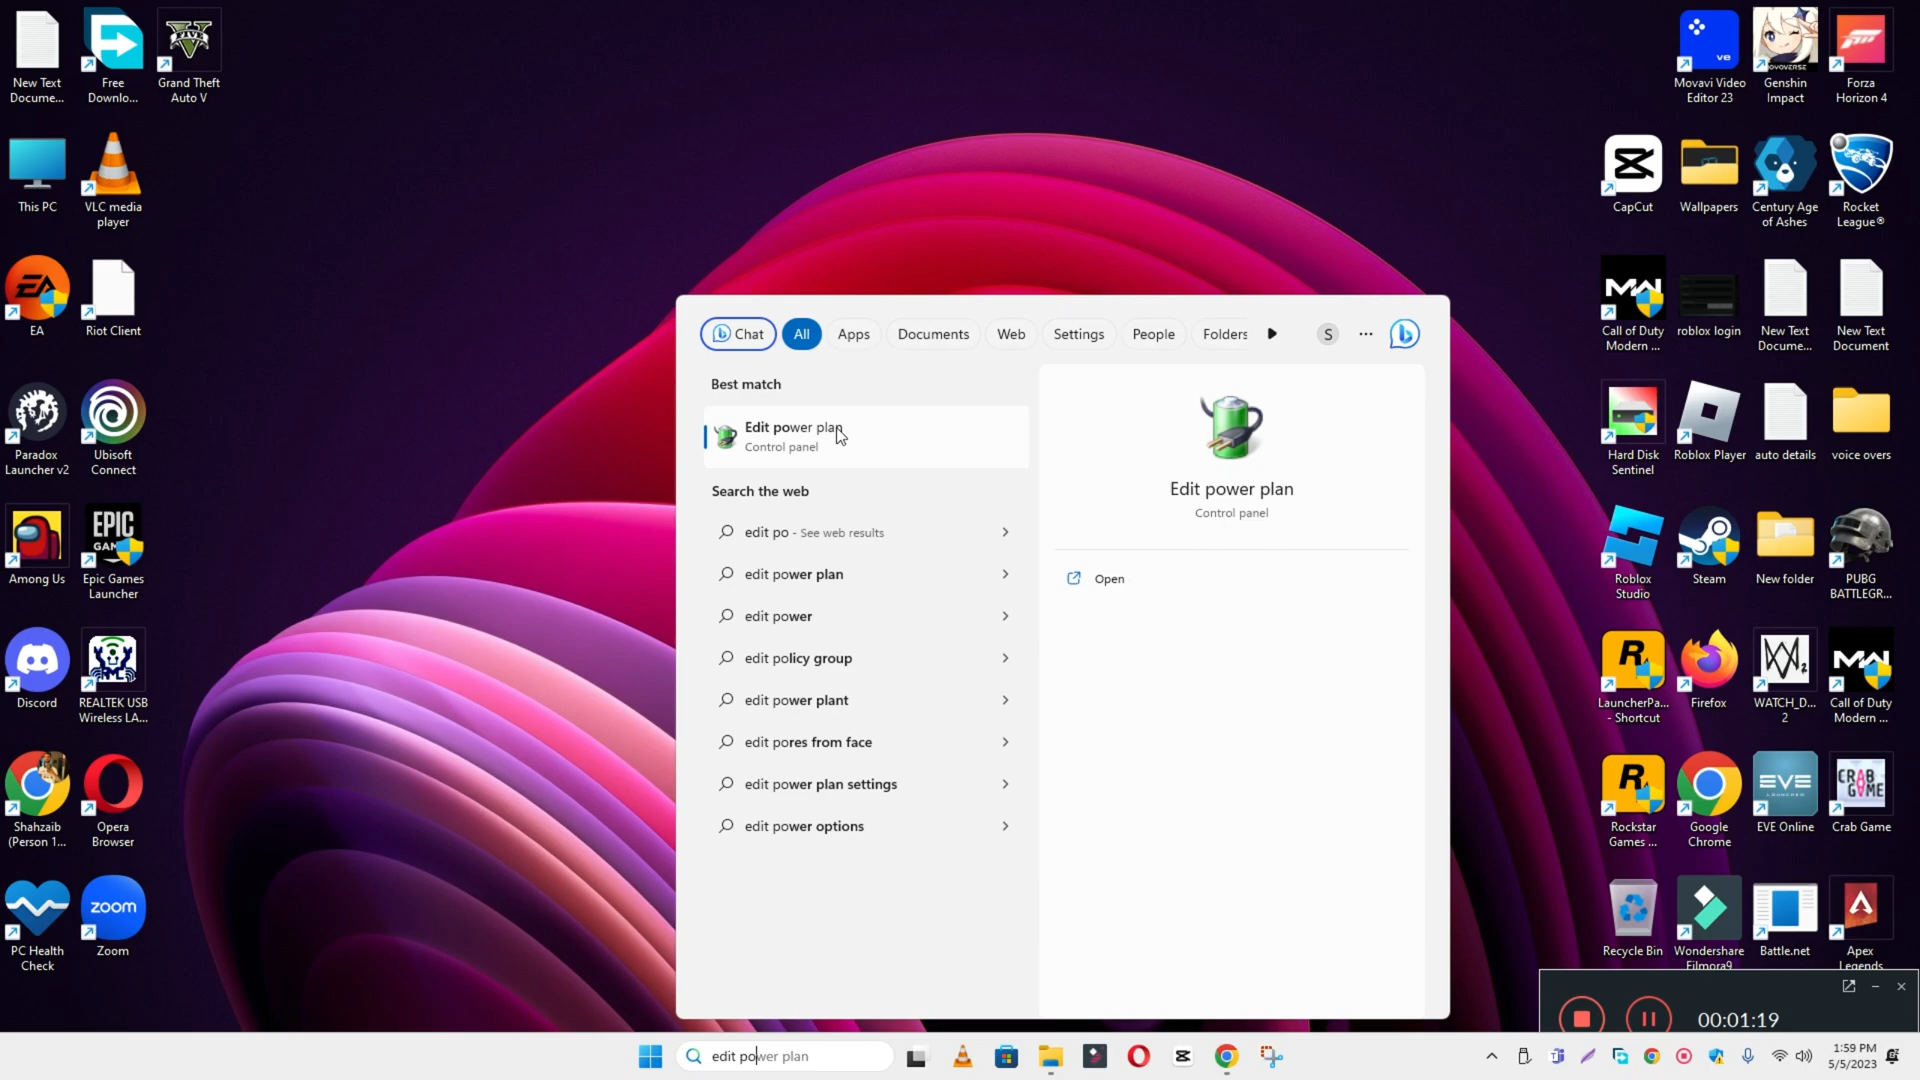 New Text
Docume...
Free
Downlo...
Grand Theft
Auto V
This PC
VLC media
player
EA
Riot Client
Paradox
Launcher v2
Ubisoft
Connect
Among Us
EPIC
GAM
Epic Games
Launcher
Discord
REALTEK USB
Wireless LA...
Shahzaib
(Person 1...
Opera
Browser
PC Health
Check
zoom
Zoom
Chat
All
Apps
Documents
Web
Settings
People
Folders
S
Best match
Edit power plan
Control panel
Search the web
edit po - See web results
edit power plan
edit power
edit policy group
edit power plant
edit pores from face
edit power plan settings
edit power options
Edit power plan
Control panel
Open
ve
Movavi Video
Editor 23
HOYOVERSE
Genshin
Impact
Forza
Horizon 4
CapCut
Wallpapers
Century Age
of Ashes
Rocket
League®
Call of Duty
Modern ...
roblox login
New Text
Docume...
New Text
Document
Hard Disk
Sentinel
Roblox Player
auto details
voice overs
Roblox
Studio
Steam
New folder
PUBG
BATTLEGR...
LauncherPa...
- Shortcut
Firefox
WATCH_D...
2
Call of Duty
Modern ...
Rockstar
Games ...
Google
Chrome
EVE
EVE Online
CRAB
GAME
Crab Game
Recycle Bin
Wondershare
Filmora9
Battle.net
Apex
Legends
00:01:19
edit power plan
1:59 PM
5/5/2023